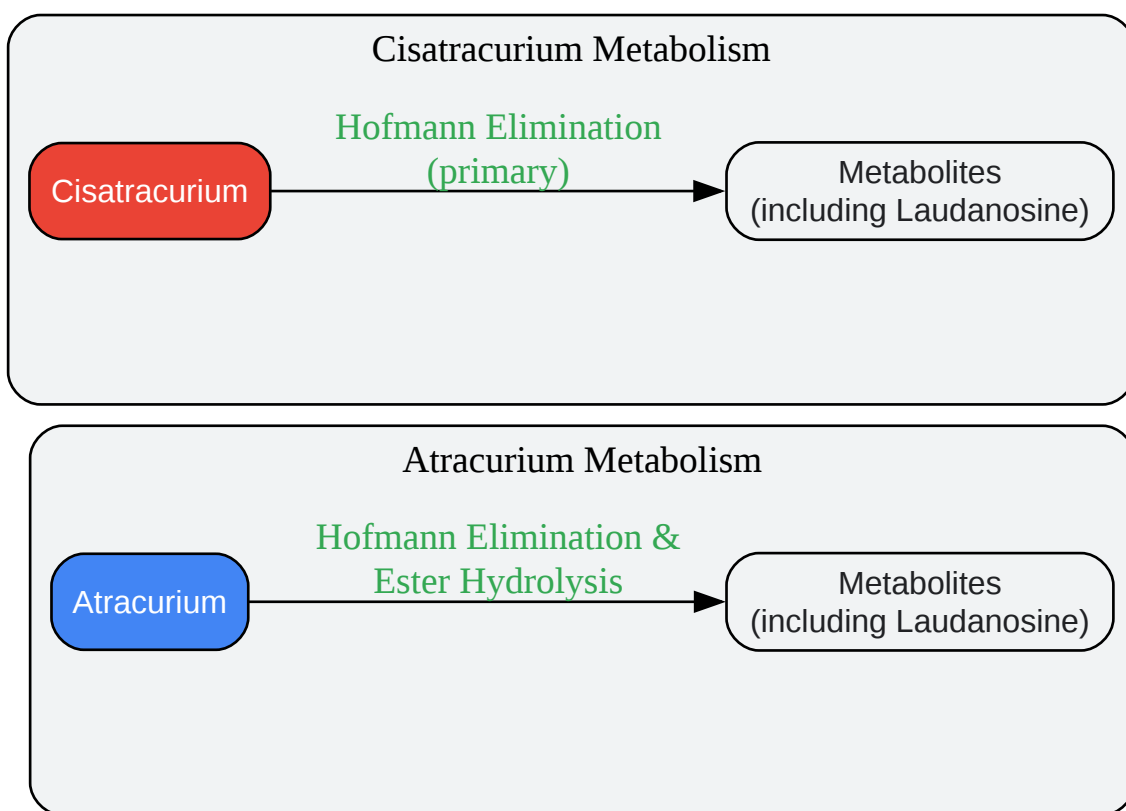 Cisatracurium Metabolism
Hofmann Elimination
(primary)
Cisatracurium
Metabolites
(including Laudanosine)
Atracurium Metabolism
Hofmann Elimination &
Ester Hydrolysis
Atracurium
Metabolites
(including Laudanosine)